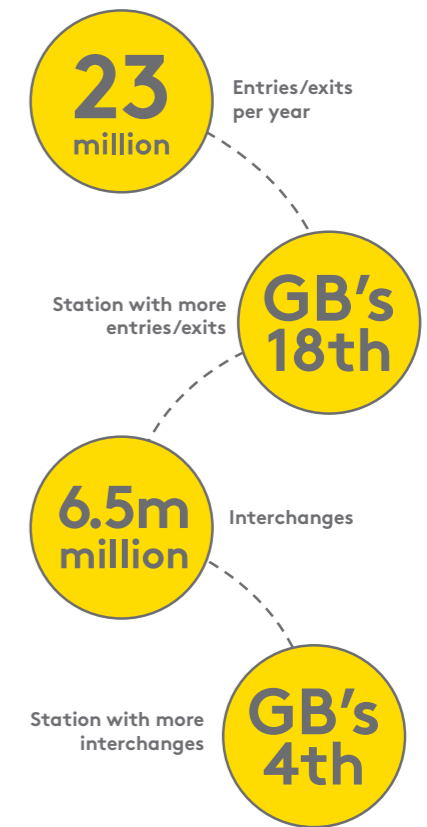 23
million
Entries/exits
per year
Station with more
entries/exits
GB's
18th
6.5m
million
Interchanges
Station with more
interchanges
GB's
4th